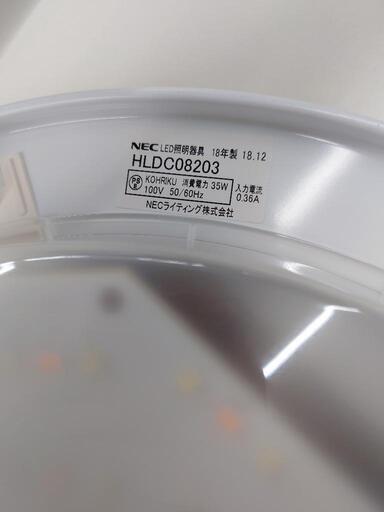 NEC LED照明器具 18年製 18.12
HLDC08203
PSE KOHRIKU 消費電力 35W 入力電流
100V 50/60Hz 0.36A
NECライティング株式会社